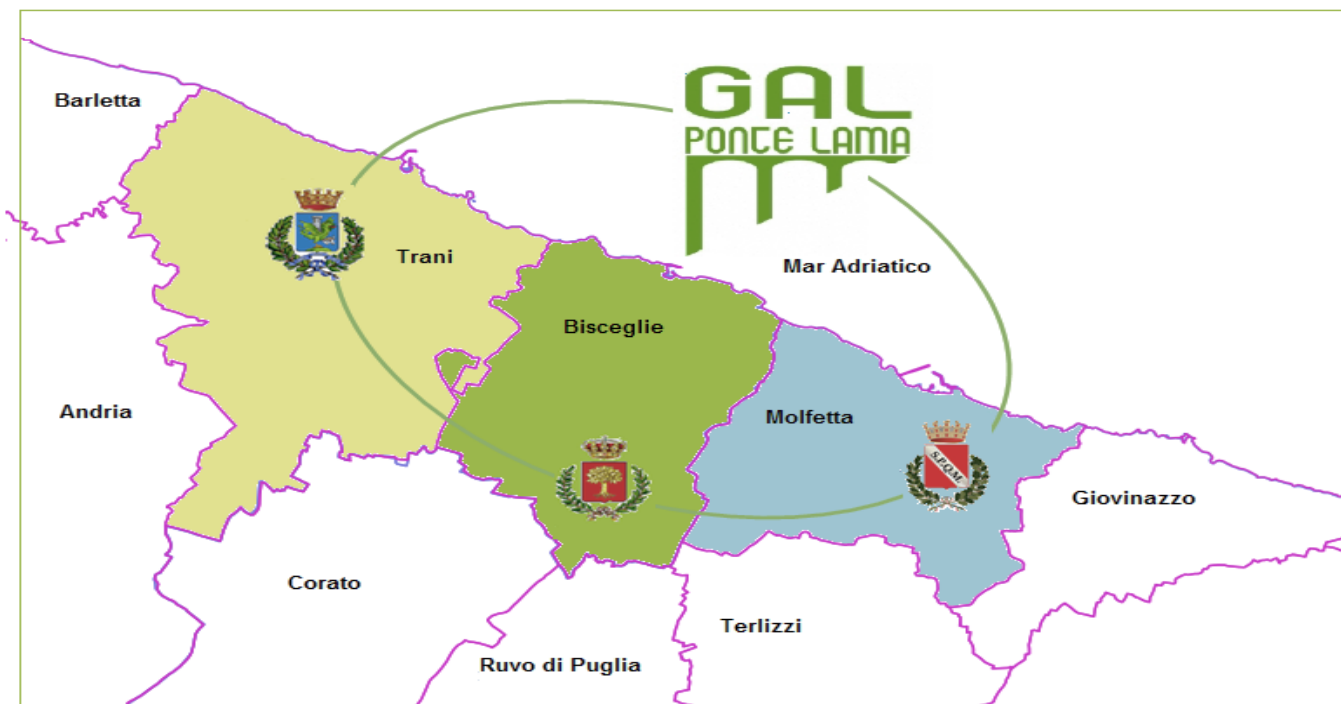 GAL
PONTE LAMA
Barletta
Trani
Mar Adriatico
Bisceglie
Andria
Molfetta
S.P.Q.M.
Giovinazzo
Corato
Terlizzi
Ruvo di Puglia